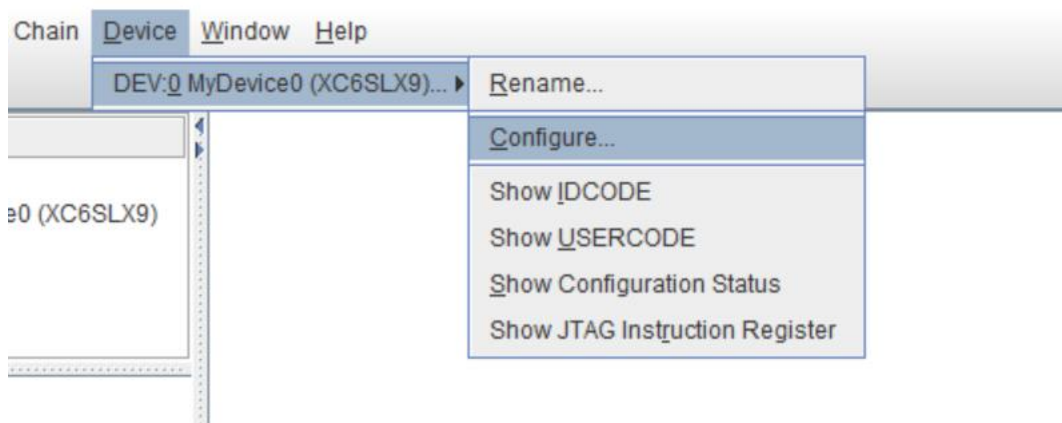 Chain Device Window Help
DEV:0 MyDevice0 (XC6SLX9)... Rename...
Configure...
Show IDCODE
e0 (XC6SLX9)
Show USERCODE
Show Configuration Status
Show JTAG Instruction Register